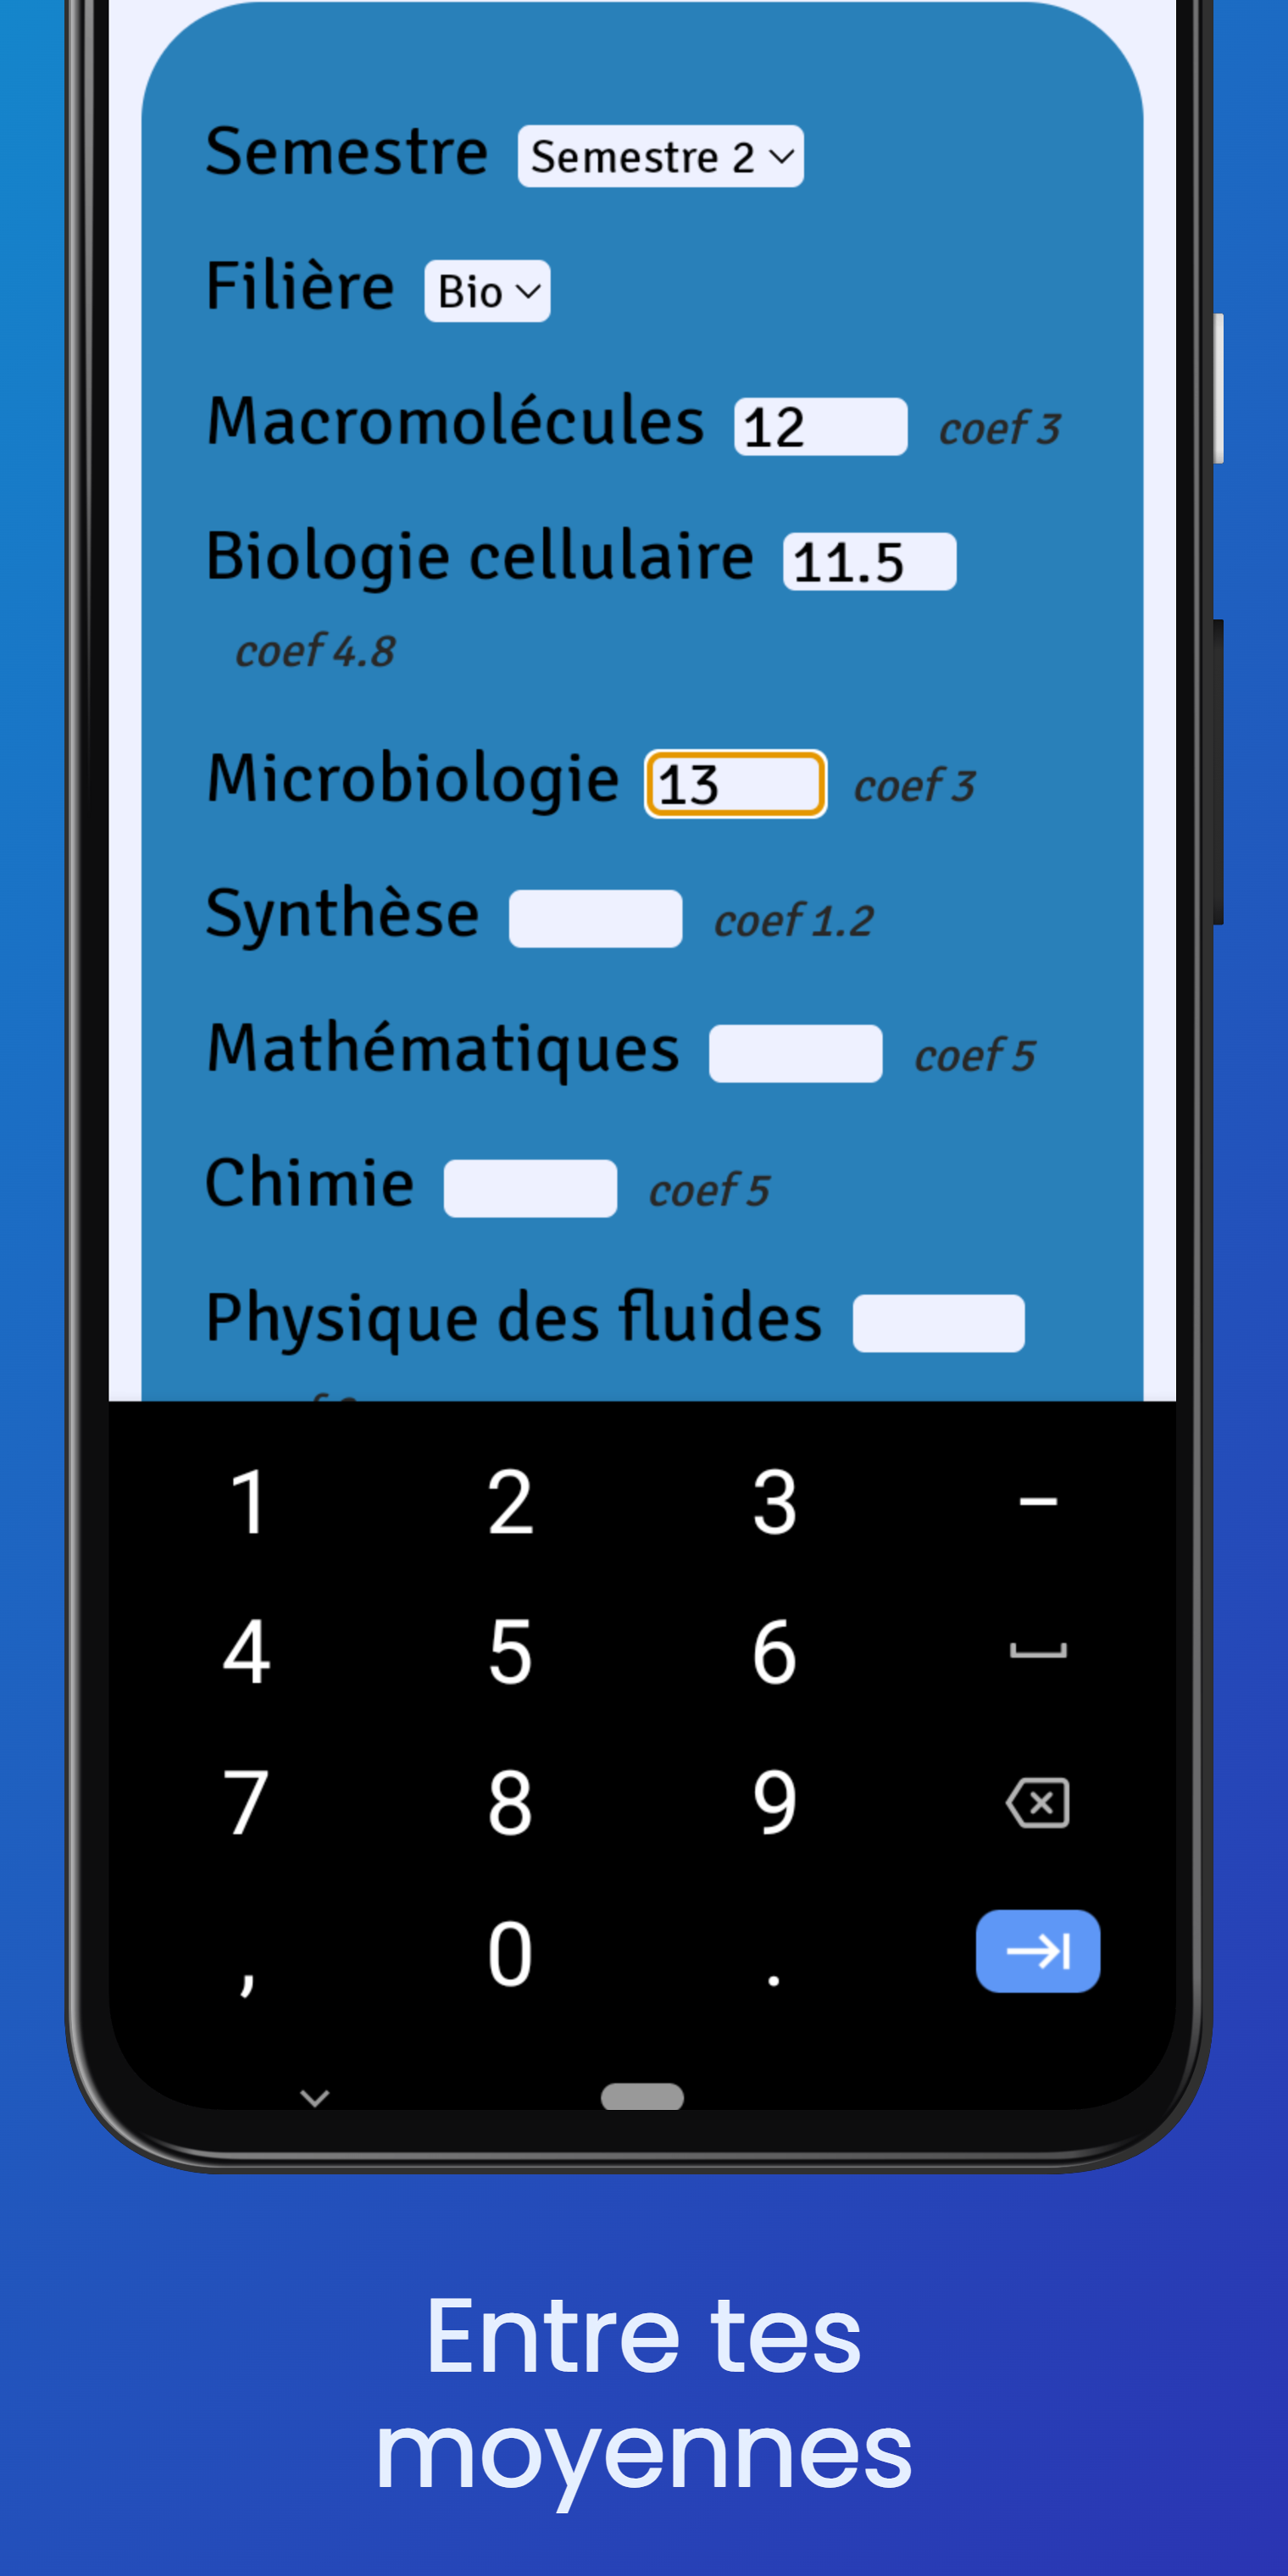 Semestre Semestre 2
Filière Bio
Macromolécules 12 coef 3
Biologie cellulaire 11.5
coef 4.8
Microbiologie 13 coef 3
Synthèse coef 1.2
Mathématiques coef 5
Chimie coef 5
Physique des fluides
1 2 3 –
4 5 6
7 8 9
, 0 .
Entre tes
moyennes